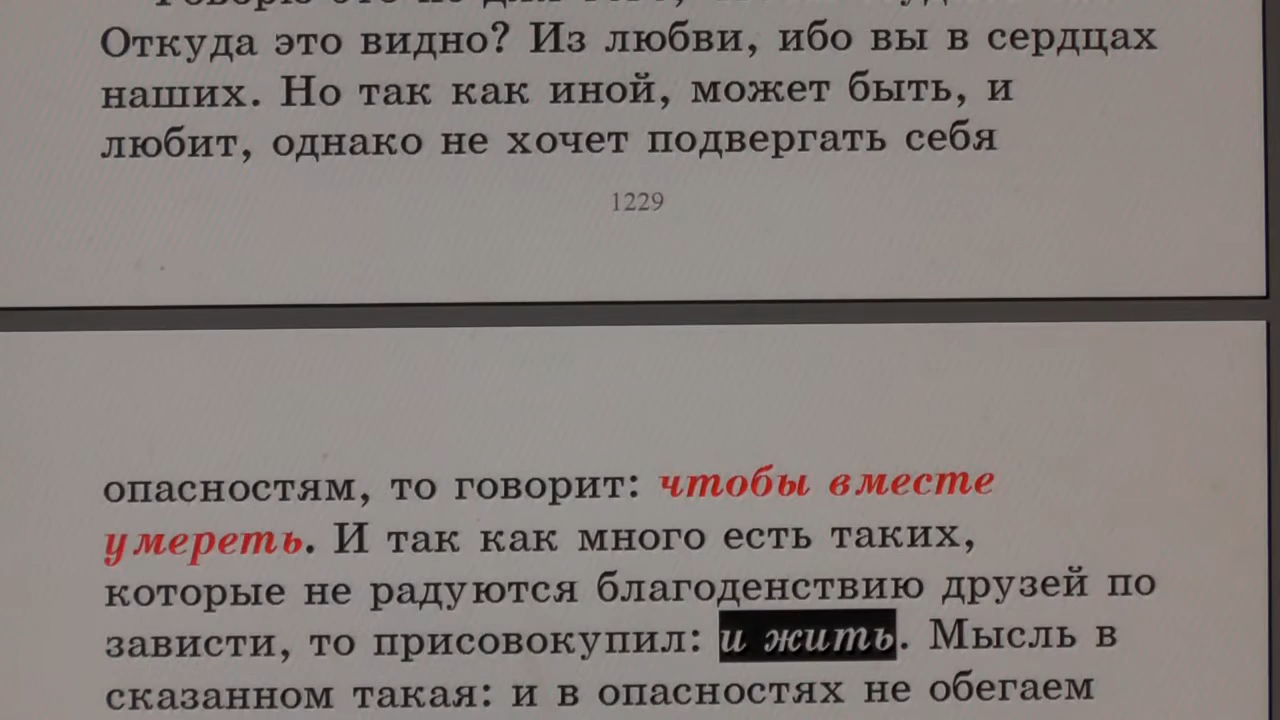 Откуда это видно? Из любви, ибо вы в сердцах
наших. Но так как иной, может быть, и
любит, однако не хочет подвергать себя
1229
опасностям, то говорит: чтобы вместе
умереть. И так как много есть таких,
которые не радуются благоденствию друзей по
зависти, то присовокупил: и жить. Мысль в
сказанном такая: и в опасностях не обегаем